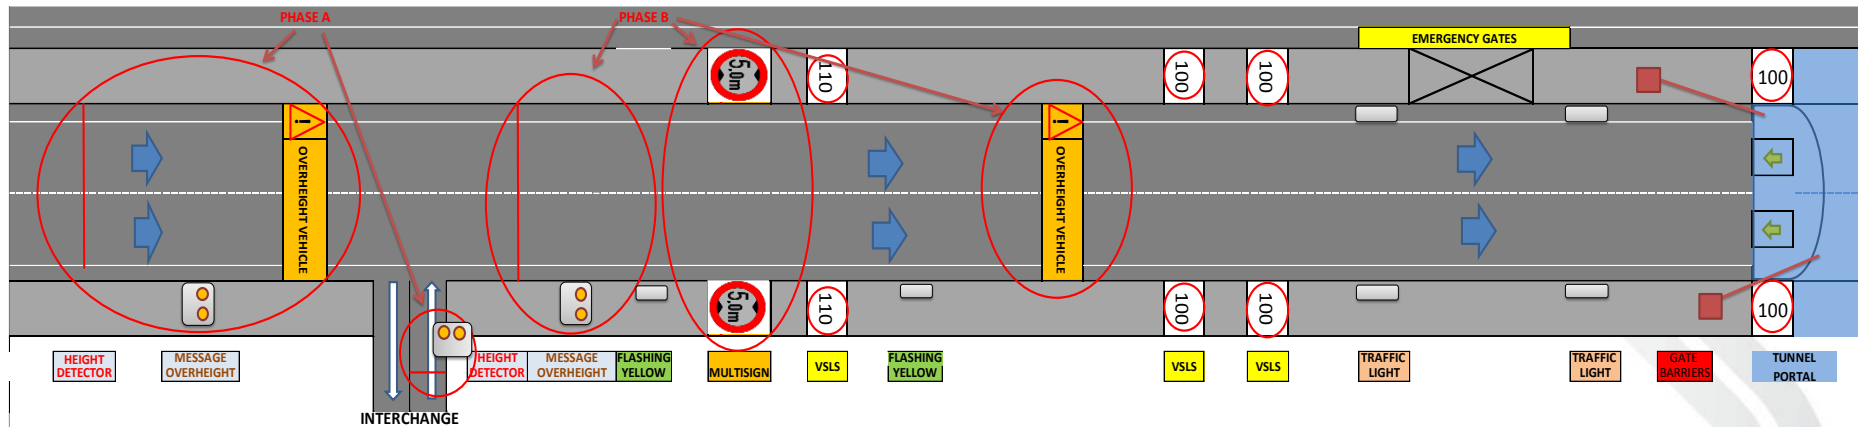 PHASE A
PHASE B
EMERGENCY GATES
5.0m
110
100
100
100
!
OVERHEIGHT VEHICLE
!
OVERHEIGHT VEHICLE
5.0m
110
100
100
100
HEIGHT
DETECTOR
MESSAGE
OVERHEIGHT
HEIGHT
DETECTOR
MESSAGE
OVERHEIGHT
FLASHING
YELLOW
MULTISIGN
VSLS
FLASHING
YELLOW
VSLS
VSLS
TRAFFIC
LIGHT
TRAFFIC
LIGHT
GATE
BARRIERS
TUNNEL
PORTAL
INTERCHANGE